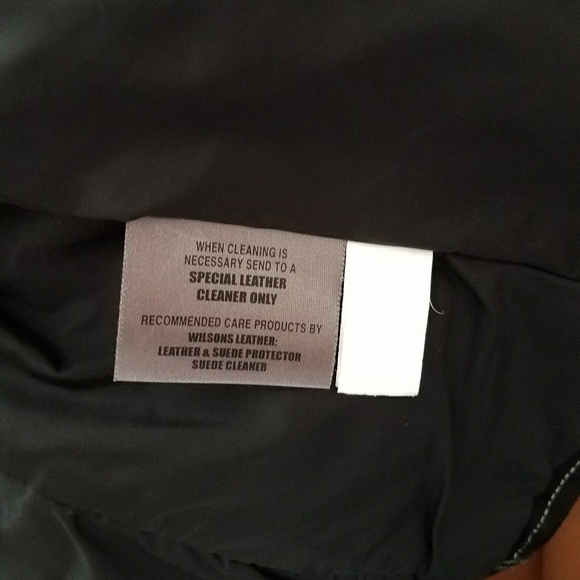 WHEN CLEANING IS
NECESSARY SEND TO A
SPECIAL LEATHER
CLEANER ONLY
RECOMMENDED CARE PRODUCTS BY
WILSONS LEATHER:
LEATHER & SUEDE PROTECTOR
SUEDE CLEANER